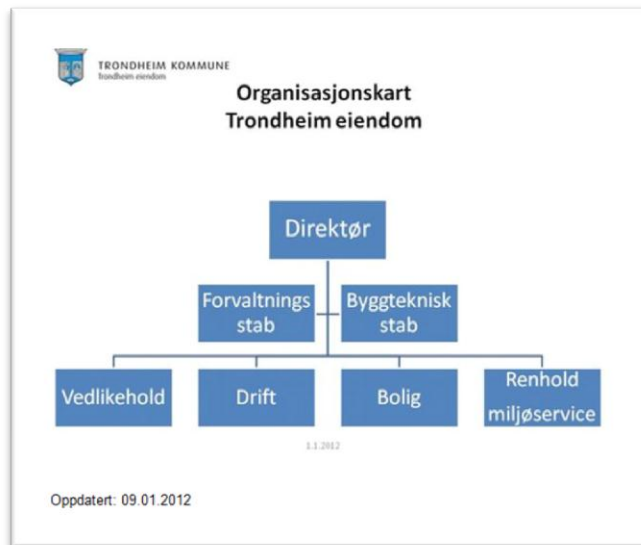 TRONDHEIM KOMMUNE
trondheim eiendom
Organisasjonskart
Trondheim eiendom
Direktør
Forvaltnings
stab
Byggteknisk
stab
Vedlikehold
Drift
Bolig
Renhold
miljøservice
1.1.2012
Oppdatert: 09.01.2012